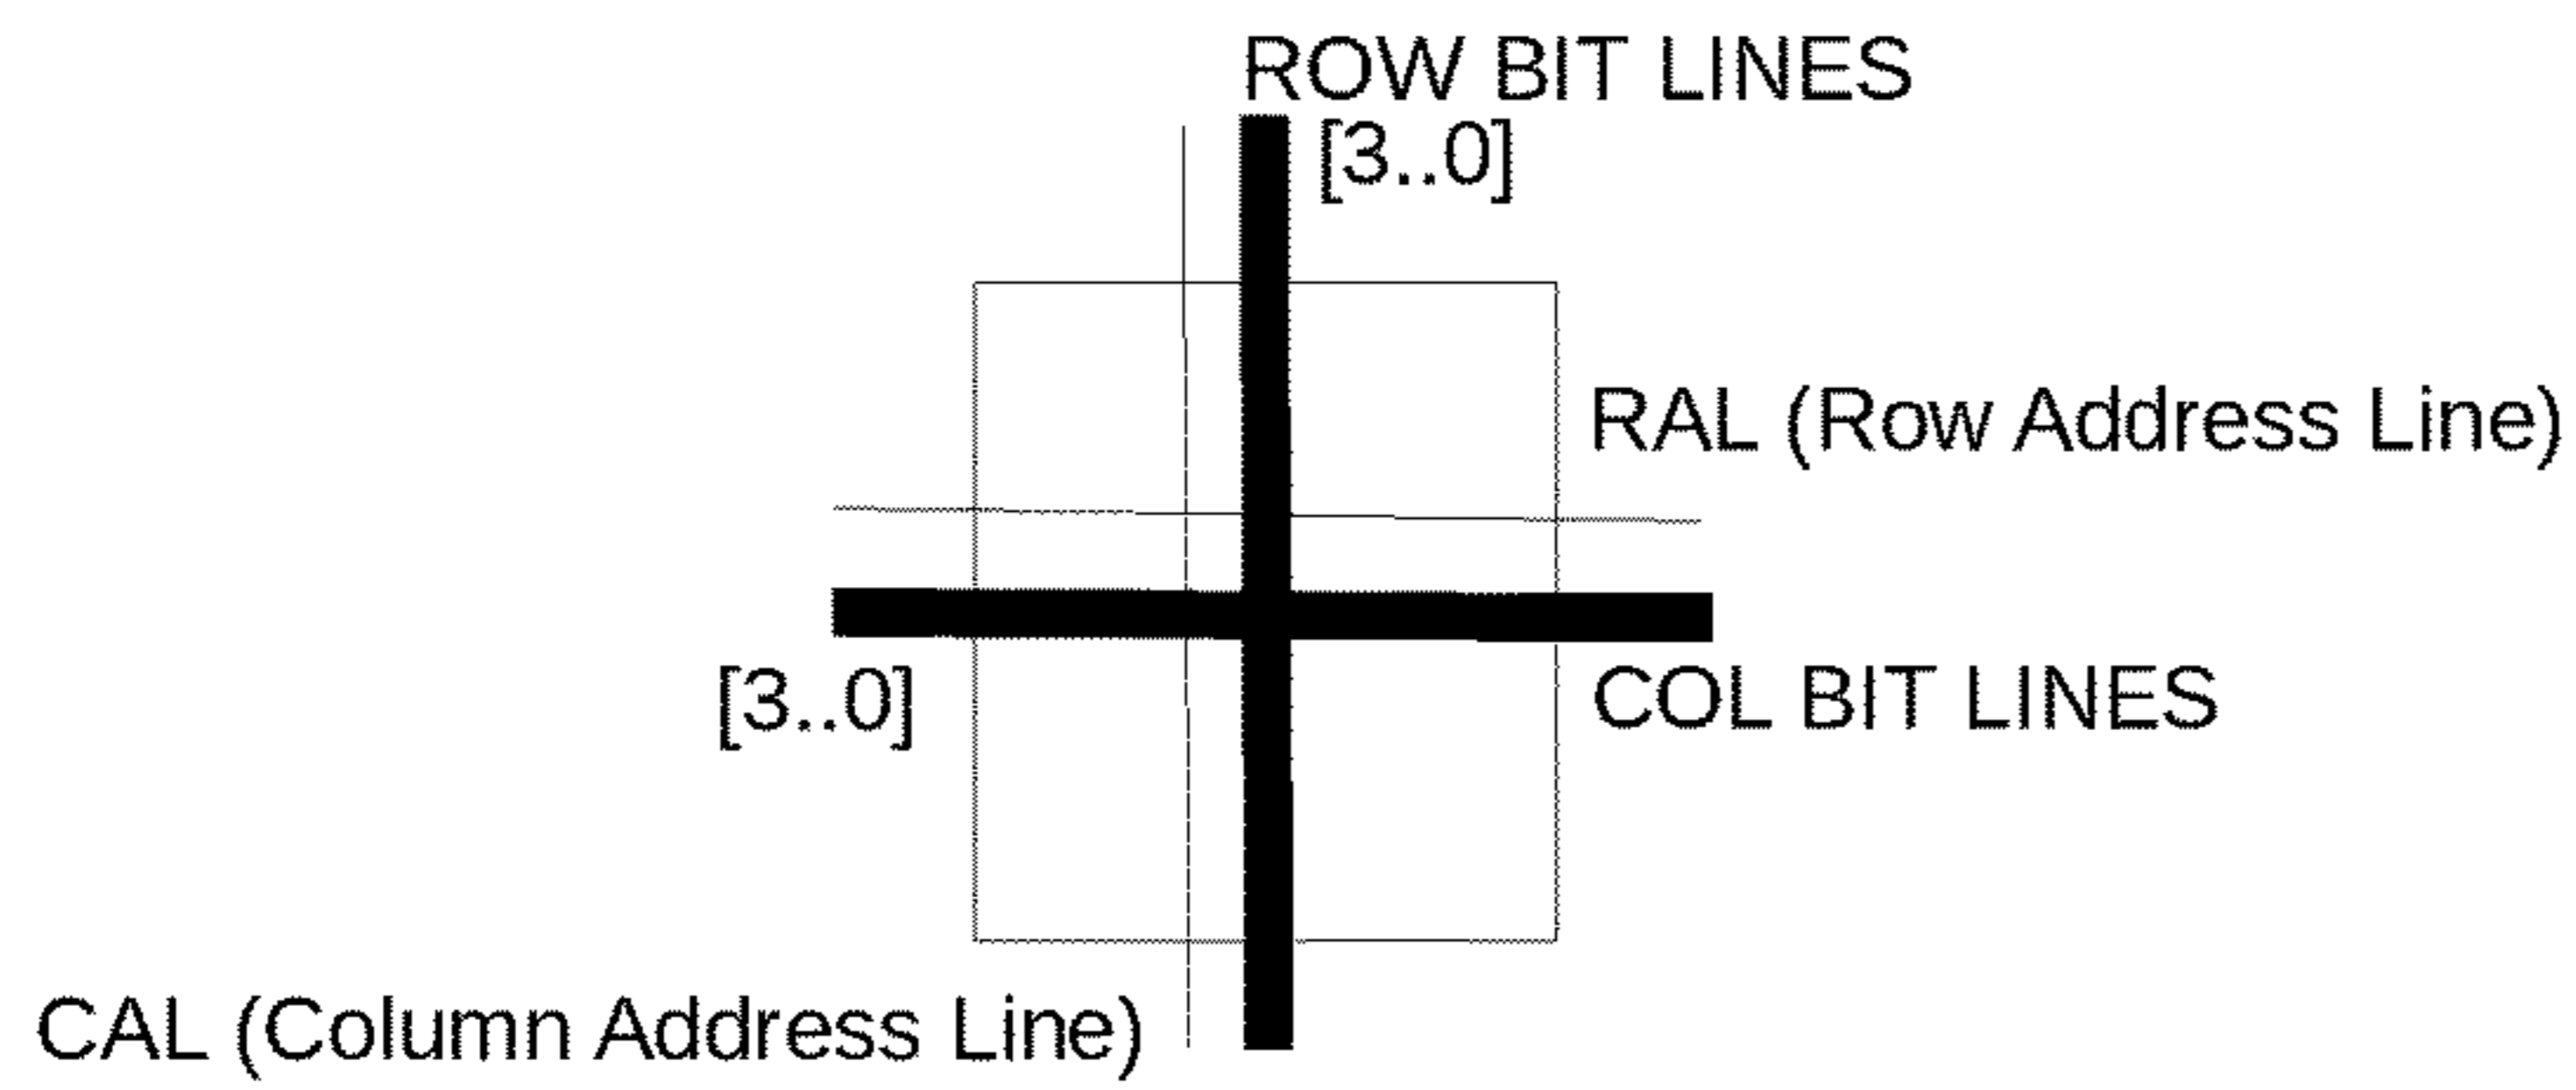 ROW BIT LINES
[3..0]
RAL (Row Address Line)
[3..0]
COL BIT LINES
CAL (Column Address Line)